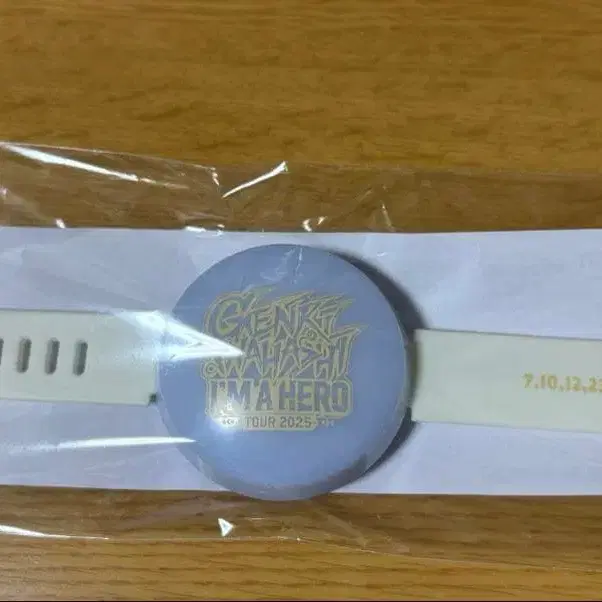 GENKI
IWAHASHI
I'M A HERO
TOUR 2025
7.10,12,2